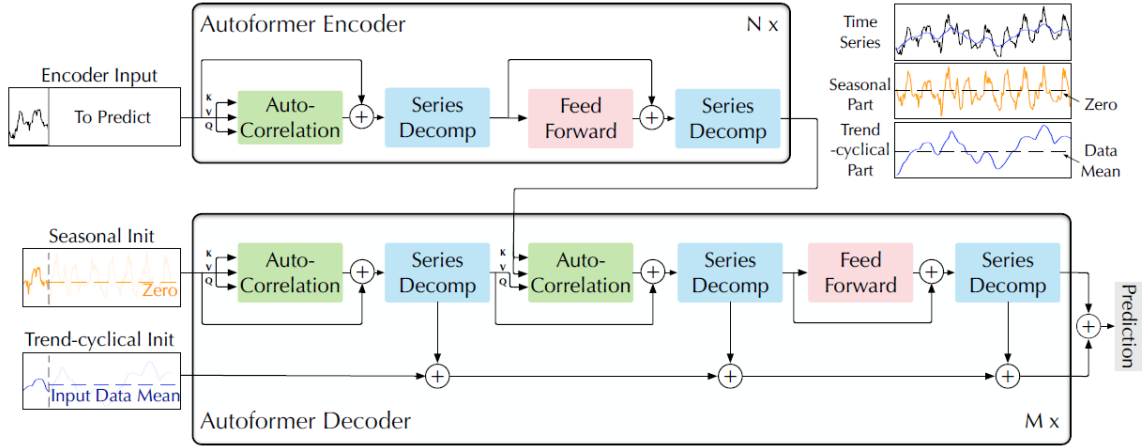 Autoformer Encoder
N x
Encoder Input
To Predict
K
V
Q
Auto-
Correlation
+
Series
Decomp
Feed
Forward
+
Series
Decomp
Time
Series
Seasonal
Part
Zero
Trend
-cyclical
Part
Data
Mean
Seasonal Init
Zero
K
V
Q
Auto-
Correlation
+
Series
Decomp
K
V
Q
Auto-
Correlation
+
Series
Decomp
Feed
Forward
+
Series
Decomp
+
Prediction
Trend-cyclical Init
Input Data Mean
+
+
+
Autoformer Decoder
M x